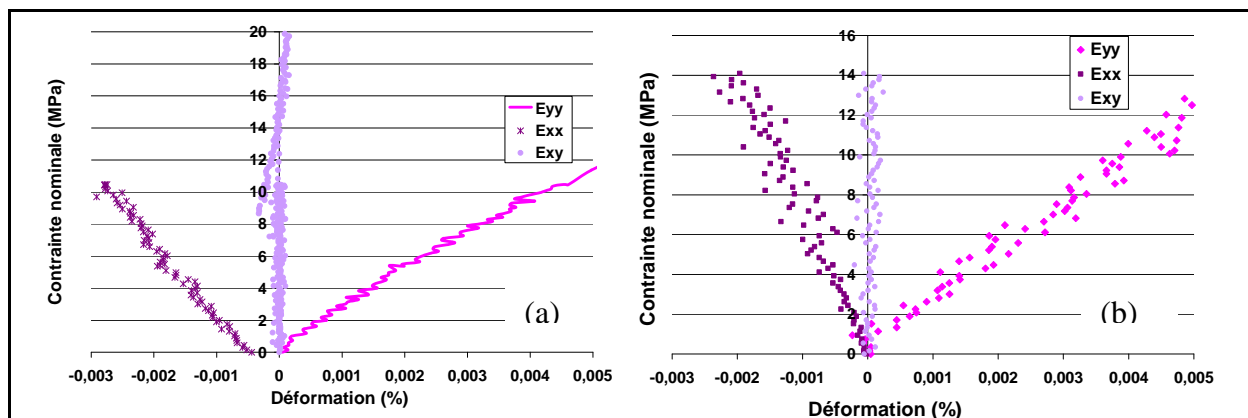 20
18
16
14
12
10
8
6
4
2
0
-0,003 -0,002 -0,001 0 0,001 0,002 0,003 0,004 0,005
Déformation (%)
Contrainte nominale (MPa)
Eyy
Exx
Exy
(a)
16
14
12
10
8
6
4
2
0
-0,003 -0,002 -0,001 0 0,001 0,002 0,003 0,004 0,005
Déformation (%)
Contrainte nominale (MPa)
Eyy
Exx
Exy
(b)